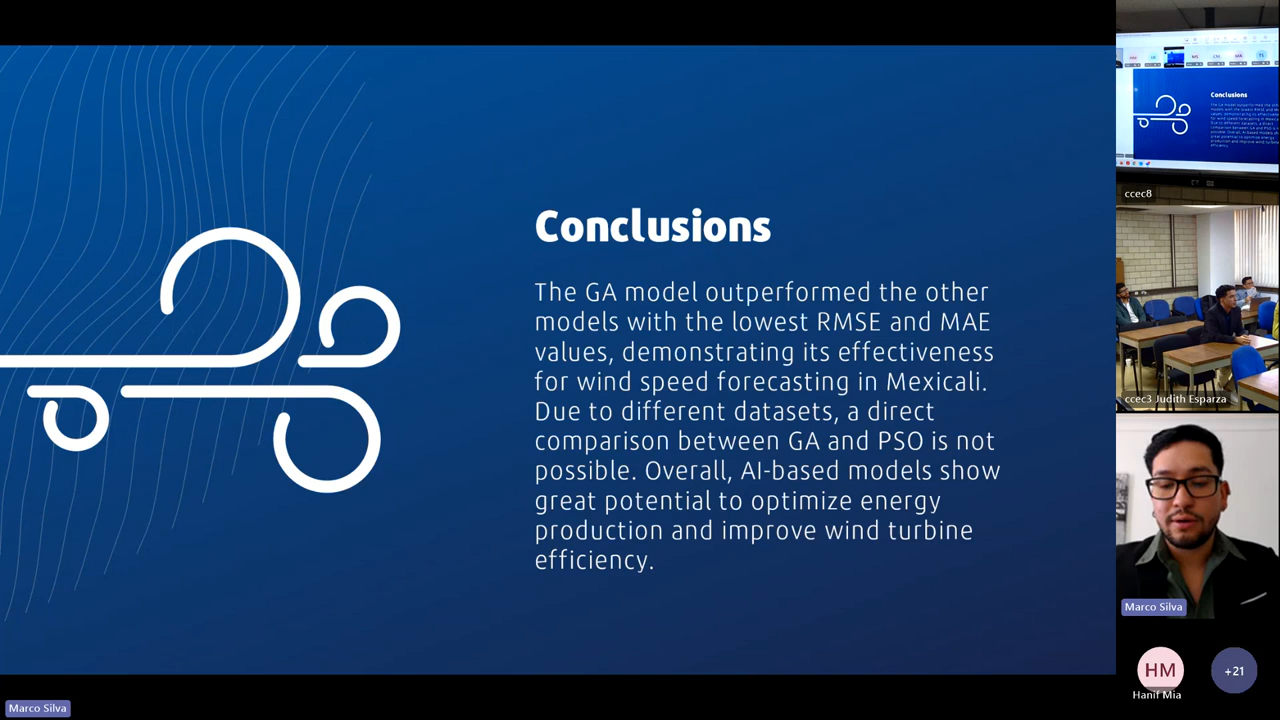 Conclusions
The GA model outperformed the other
models with the lowest RMSE and MAE
values, demonstrating its effectiveness
for wind speed forecasting in Mexicali.
Due to different datasets, a direct
comparison between GA and PSO is not
possible. Overall, AI-based models show
great potential to optimize energy
production and improve wind turbine
efficiency.
Marco Silva
Conclusions
ccec8
ccec3 Judith Esparza
Marco Silva
HM
Hanif Mia
+21